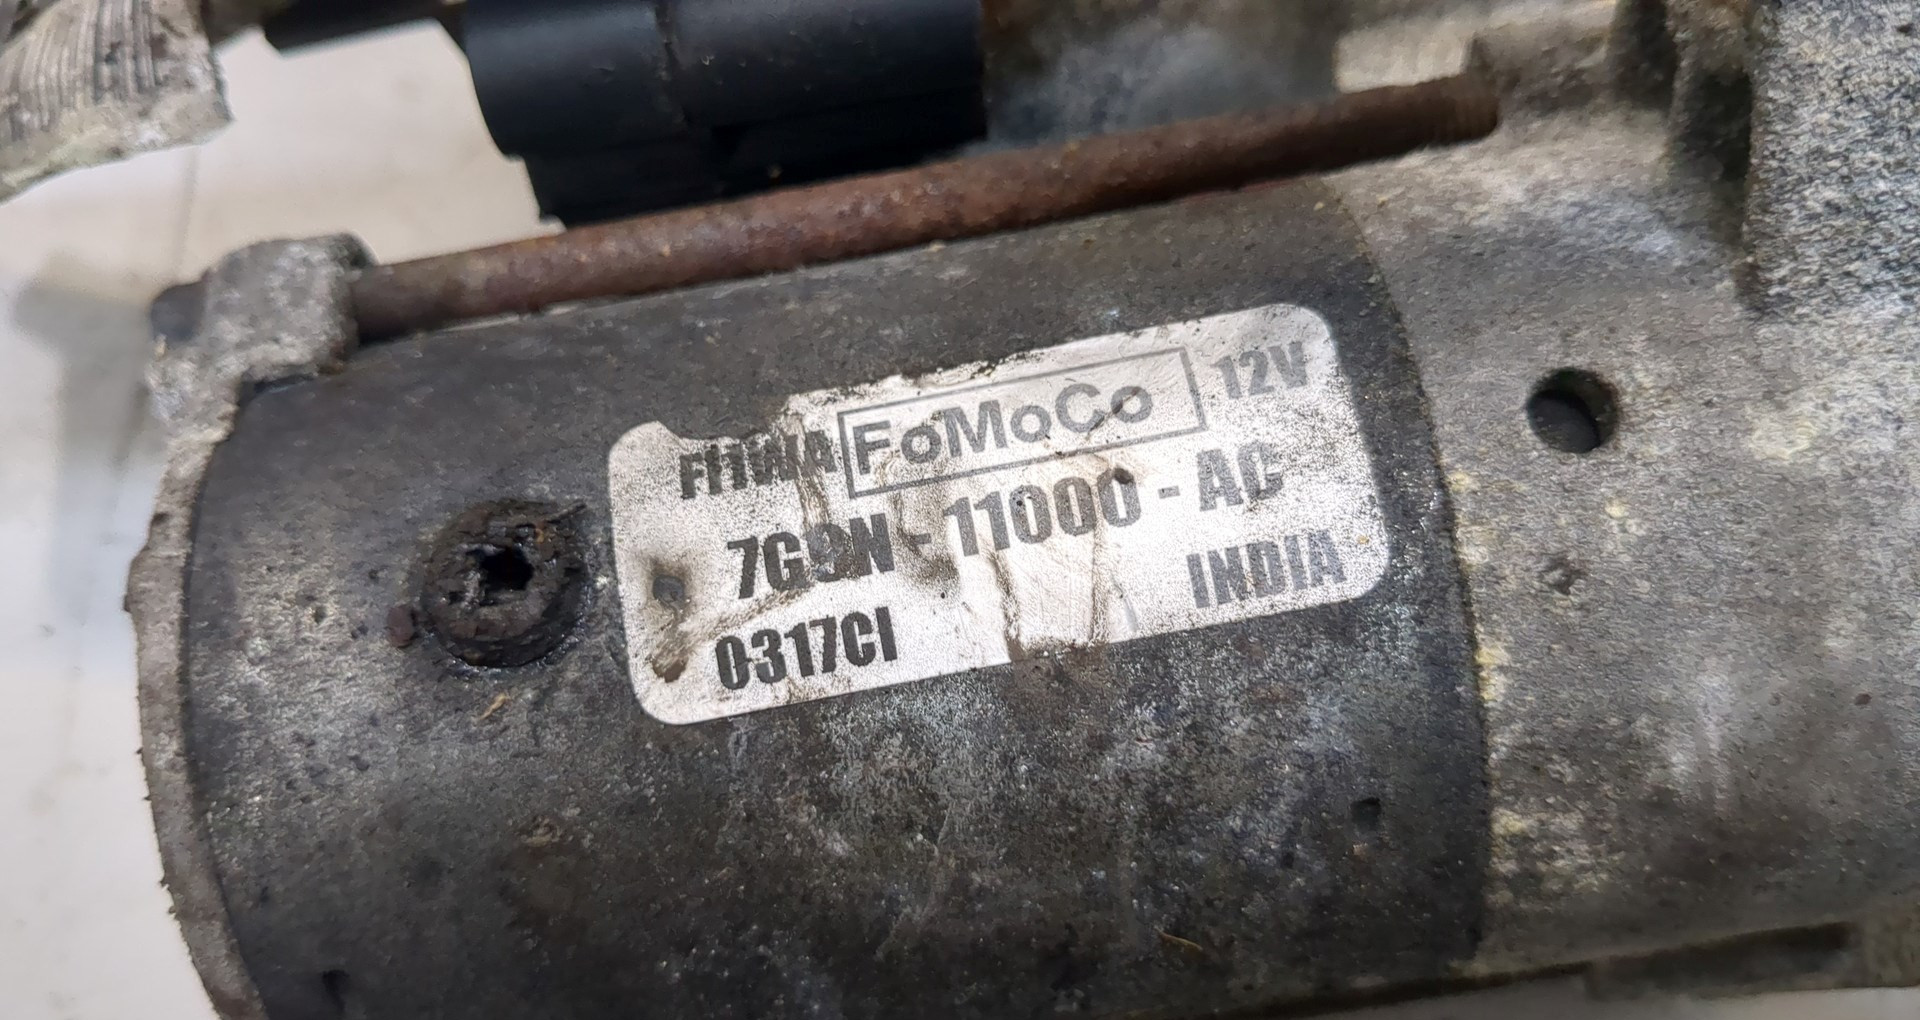 FoMoCo 12V
7G9N - 11000 - AC
0317CI INDIA